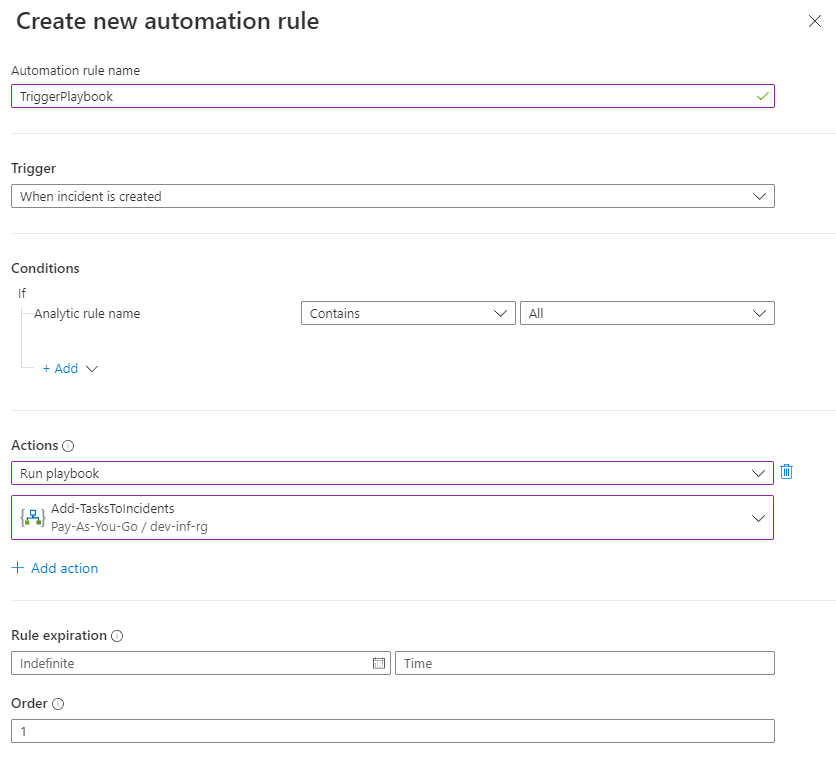 Create new automation rule
Automation rule name
TriggerPlaybook
Trigger
When incident is created
Conditions
If
Analytic rule name
Contains
All
+ Add
Actions
Run playbook
Add-TasksToIncidents
Pay-As-You-Go / dev-inf-rg
+ Add action
Rule expiration
Indefinite
Time
Order
1